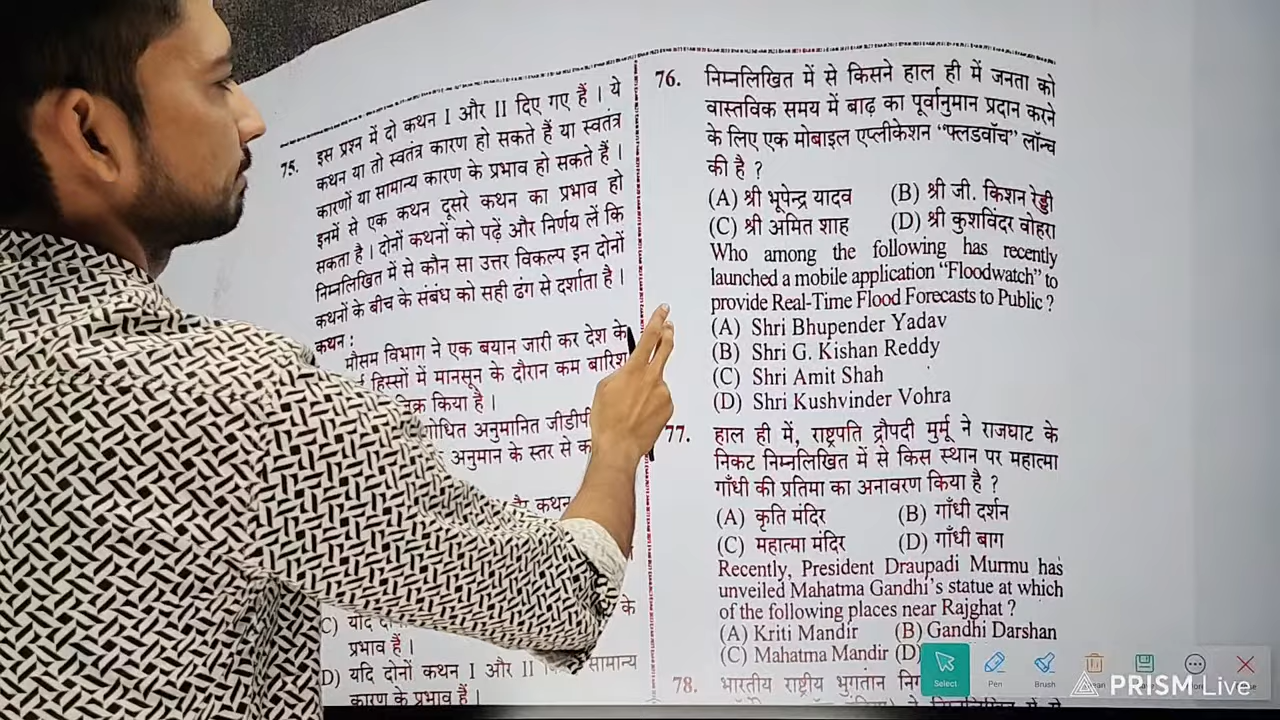 75. इस प्रश्न में दो कथन I और II दिए गए हैं । ये
कथन या तो स्वतंत्र कारण हो सकते हैं या स्वतंत्र
कारणों या सामान्य कारण के प्रभाव हो सकते हैं ।
इनमें से एक कथन दूसरे कथन का प्रभाव हो
सकता है । दोनों कथनों को पढ़ें और निर्णय लें कि
निम्नलिखित में से कौन सा उत्तर विकल्प इन दोनों
कथनों के बीच के संबंध को सही ढंग से दर्शाता है ।
कथन :
मौसम विभाग ने एक बयान जारी कर देश के
हिस्सों में मानसून के दौरान कम बारिश
किया है ।
अनुमानित
अनुमान के स्तर से
कथन
C) यदि
के
प्रभाव हैं ।
D) यदि दोनों कथन I और II सामान्य
कारण के प्रभाव हैं ।
76. निम्नलिखित में से किसने हाल ही में जनता को
वास्तविक समय में बाढ़ का पूर्वानुमान प्रदान करने
के लिए एक मोबाइल एप्लीकेशन “फ्लडवॉच” लॉन्च
की है ?
(A) श्री भूपेन्द्र यादव (B) श्री जी. किशन रेड्डी
(C) श्री अमित शाह (D) श्री कुशविंदर वोहरा
Who among the following has recently
launched a mobile application “Floodwatch” to
provide Real-Time Flood Forecasts to Public ?
(A) Shri Bhupender Yadav
(B) Shri G. Kishan Reddy
(C) Shri Amit Shah
(D) Shri Kushvinder Vohra
77. हाल ही में, राष्ट्रपति द्रौपदी मुर्मू ने राजघाट के
निकट निम्नलिखित में से किस स्थान पर महात्मा
गाँधी की प्रतिमा का अनावरण किया है ?
(A) कृति मंदिर (B) गाँधी दर्शन
(C) महात्मा मंदिर (D) गाँधी बाग
Recently, President Draupadi Murmu has
unveiled Mahatma Gandhi’s statue at which
of the following places near Rajghat ?
(A) Kriti Mandir (B) Gandhi Darshan
(C) Mahatma Mandir (D)
78. भारतीय राष्ट्रीय भुगतान
Select Pen Brush
PRISM Live